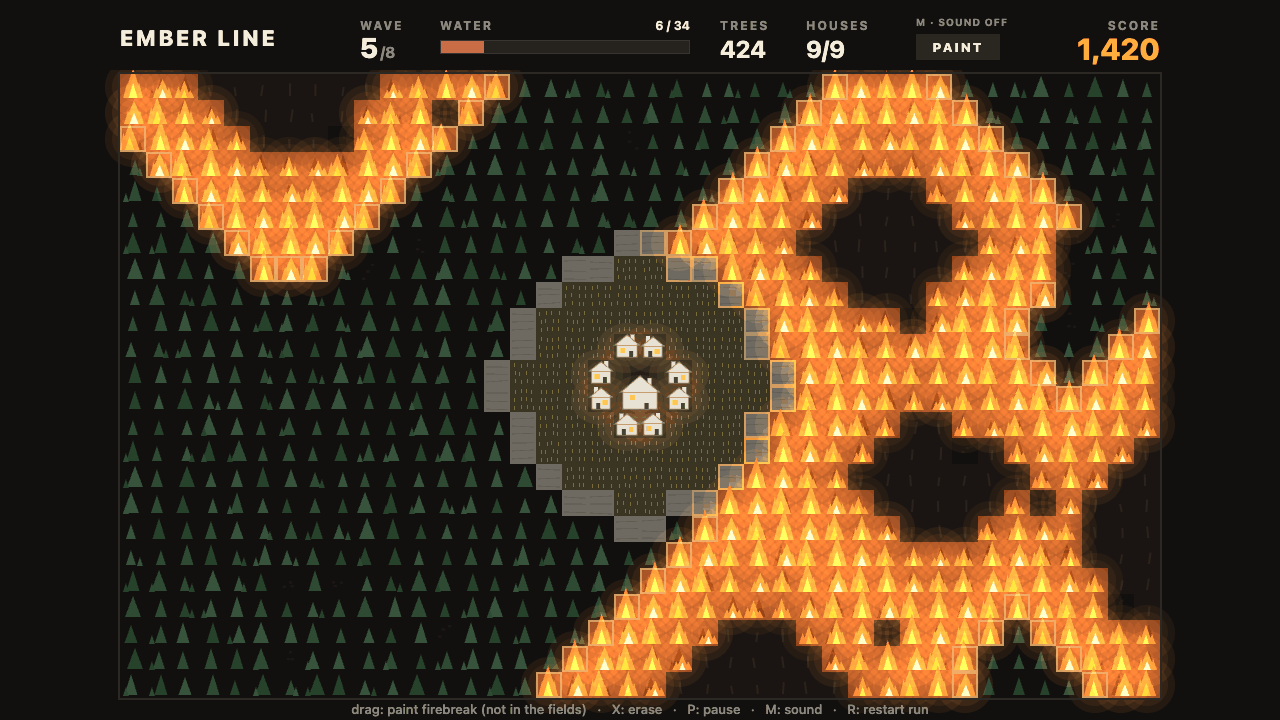 EMBER LINE
WAVE
5/8
WATER
6 / 34
TREES
424
HOUSES
9/9
M · SOUND OFF
PAINT
SCORE
1,420
drag: paint firebreak (not in the fields) · X: erase · P: pause · M: sound · R: restart run